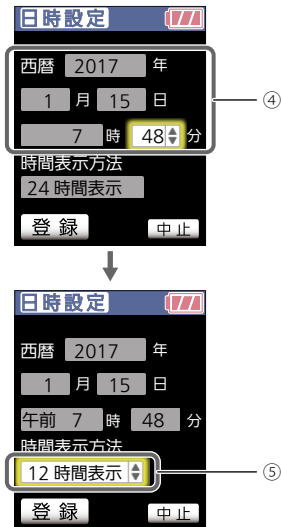 日時設定
西暦 2017 年
1 月 15 日
7 時 48 分
④
時間表示方法
24 時間表示
登 録 中 止
日時設定
西暦 2017 年
1 月 15 日
午前 7 時 48 分
時間表示方法
12 時間表示
⑤
登 録 中 止